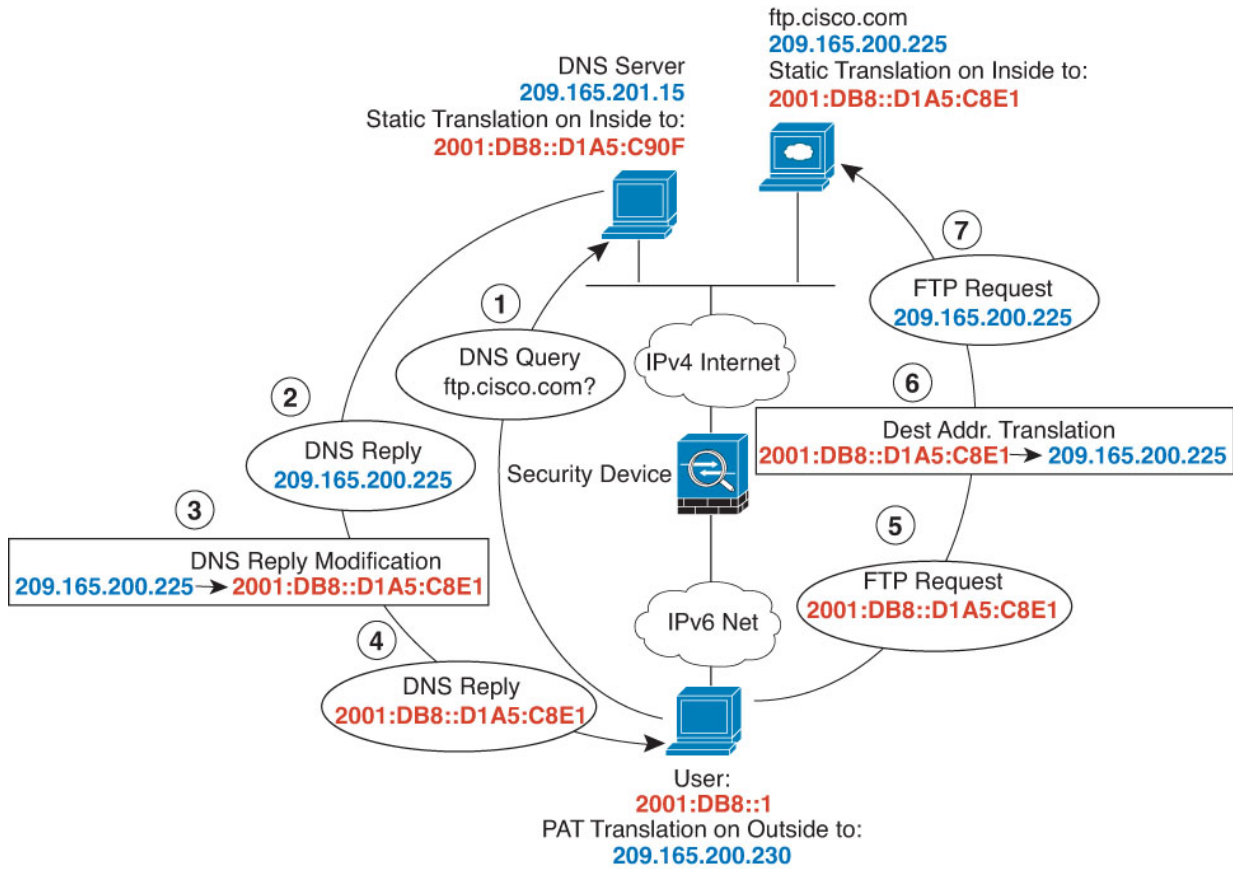 ftp.cisco.com
209.165.200.225
Static Translation on Inside to:
2001:DB8::D1A5:C8E1
DNS Server
209.165.201.15
Static Translation on Inside to:
2001:DB8::D1A5:C90F
1
DNS Query
ftp.cisco.com?
2
DNS Reply
209.165.200.225
3
DNS Reply Modification
209.165.200.225 → 2001:DB8::D1A5:C8E1
4
DNS Reply
2001:DB8::D1A5:C8E1
IPv4 Internet
Security Device
IPv6 Net
7
FTP Request
209.165.200.225
6
Dest Addr. Translation
2001:DB8::D1A5:C8E1 → 209.165.200.225
5
FTP Request
2001:DB8::D1A5:C8E1
User:
2001:DB8::1
PAT Translation on Outside to:
209.165.200.230